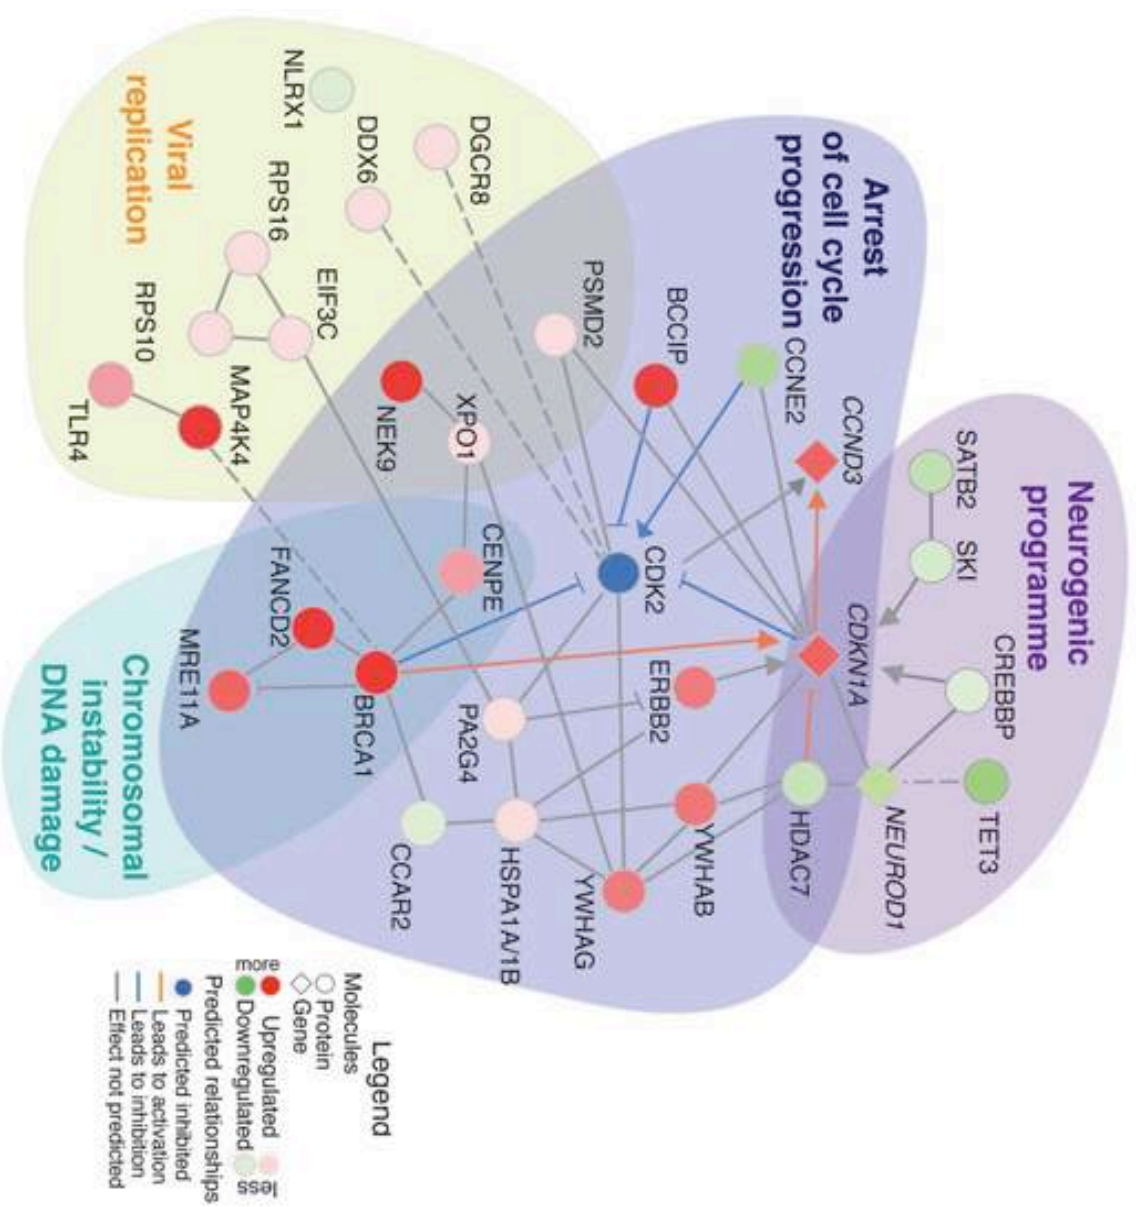 Neurogenic
programme
SATB2
SKI
CREBBP
TET3
NEUROD1
Arrest
of cell cycle
progression
CCND3
CDKN1A
HDAC7
CCNE2
BCCIP
CDK2
ERBB2
YWHAB
PSMD2
YWHAG
DGCR8
XPO1
CENPE
PA2G4
HSPA1A/1B
DDX6
NEK9
BRCA1
CCAR2
NLRX1
EIF3C
RPS16
FANCD2
MAP4K4
MRE11A
RPS10
TLR4
Viral
replication
Chromosomal
instability /
DNA damage
Legend
Molecules
Protein
Gene
more
less
Upregulated
Downregulated
Predicted relationships
Predicted inhibited
Leads to activation
Leads to inhibition
Effect not predicted